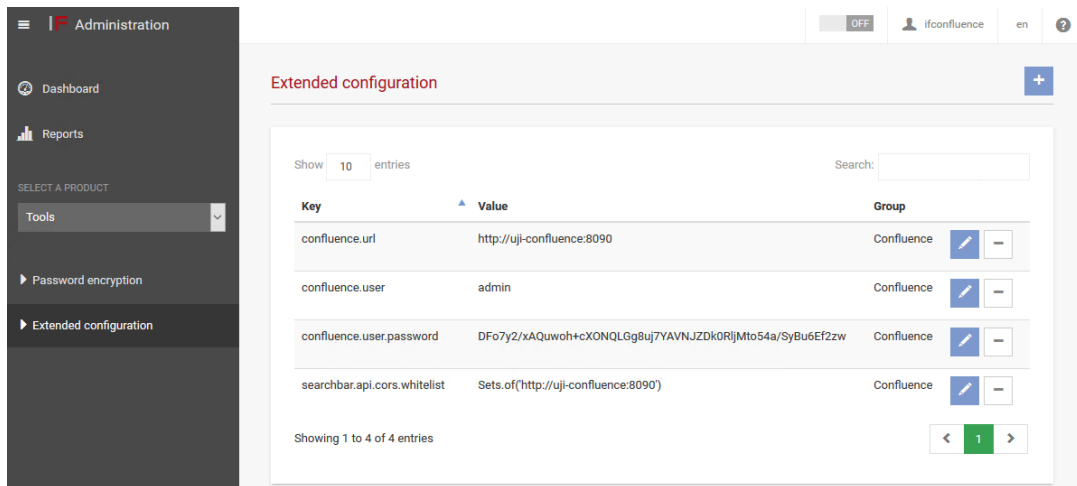 IF Administration
OFF
ifconfluence
en
?
Dashboard
Reports
SELECT A PRODUCT
Tools
Password encryption
Extended configuration
Extended configuration
+
Show 10 entries
Search:
Key Value Group
confluence.url http://uji-confluence:8090 Confluence
confluence.user admin Confluence
confluence.user.password DFo7y2/xAQuwoh+cXONQLGg8uj7YAVNJZDk0RljMto54a/SyBu6Ef2zw Confluence
searchbar.api.cors.whitelist Sets.of('http://uji-confluence:8090') Confluence
Showing 1 to 4 of 4 entries
1